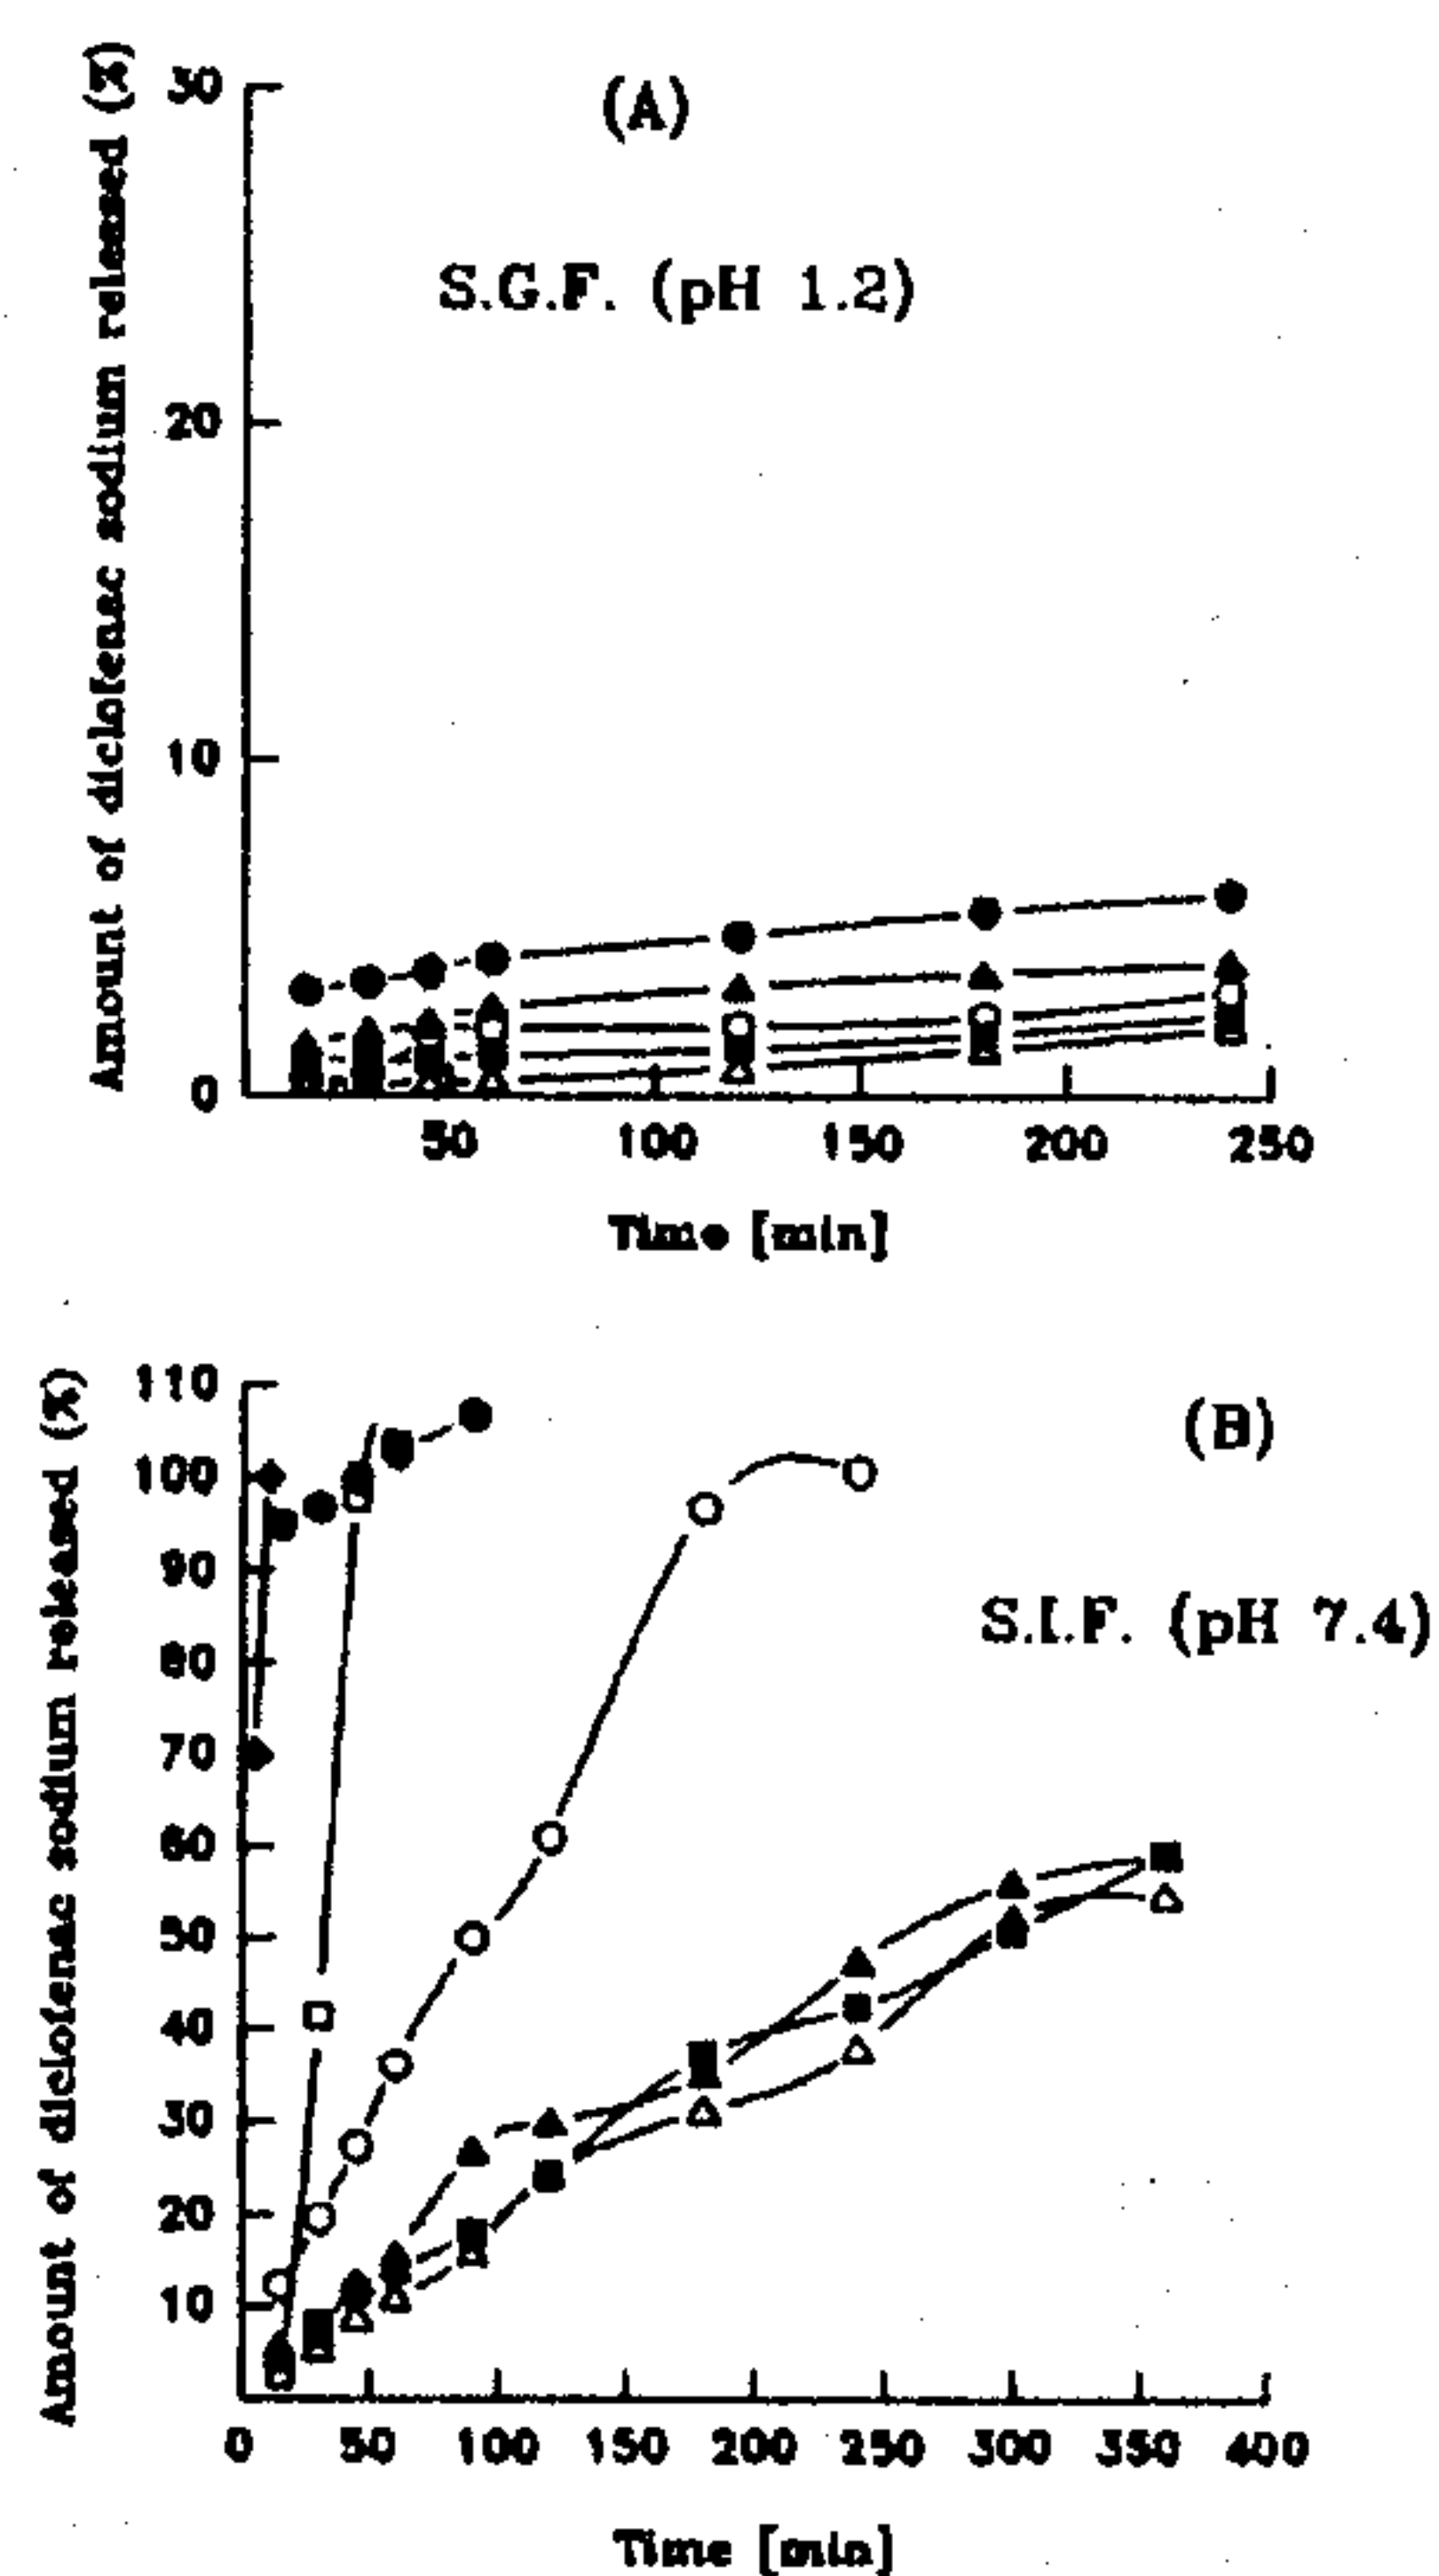 Amount of diclofenac sodium released (%)
30
(A)
S.G.F. (pH 1.2)
20
10
0
50 100 150 200 250
Time [min]
Amount of diclofenac sodium released (%)
110
(B)
100
90
S.I.F. (pH 7.4)
80
70
60
50
40
30
20
10
0 50 100 150 200 250 300 350 400
Time [min]